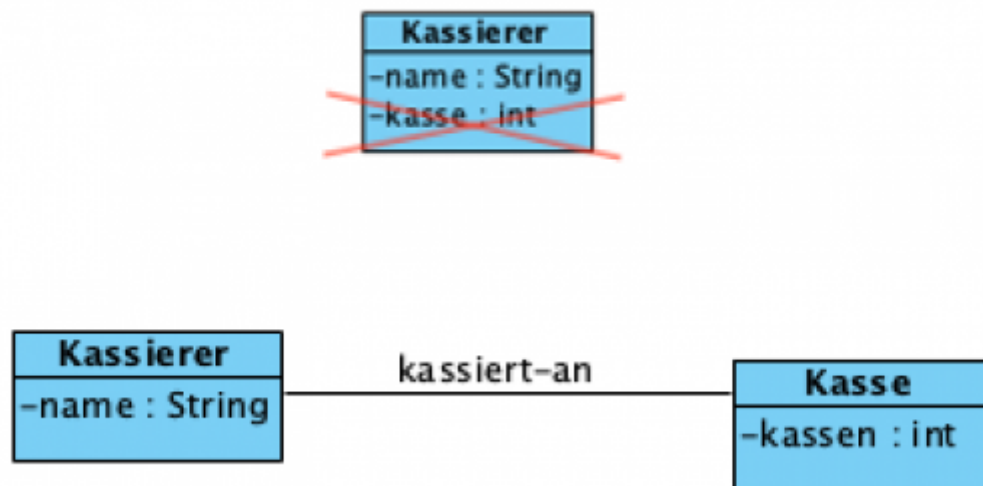 Kassierer
-name : String
-kasse : int
kassiert-an
Kassierer
-name : String
Kasse
-kassen : int